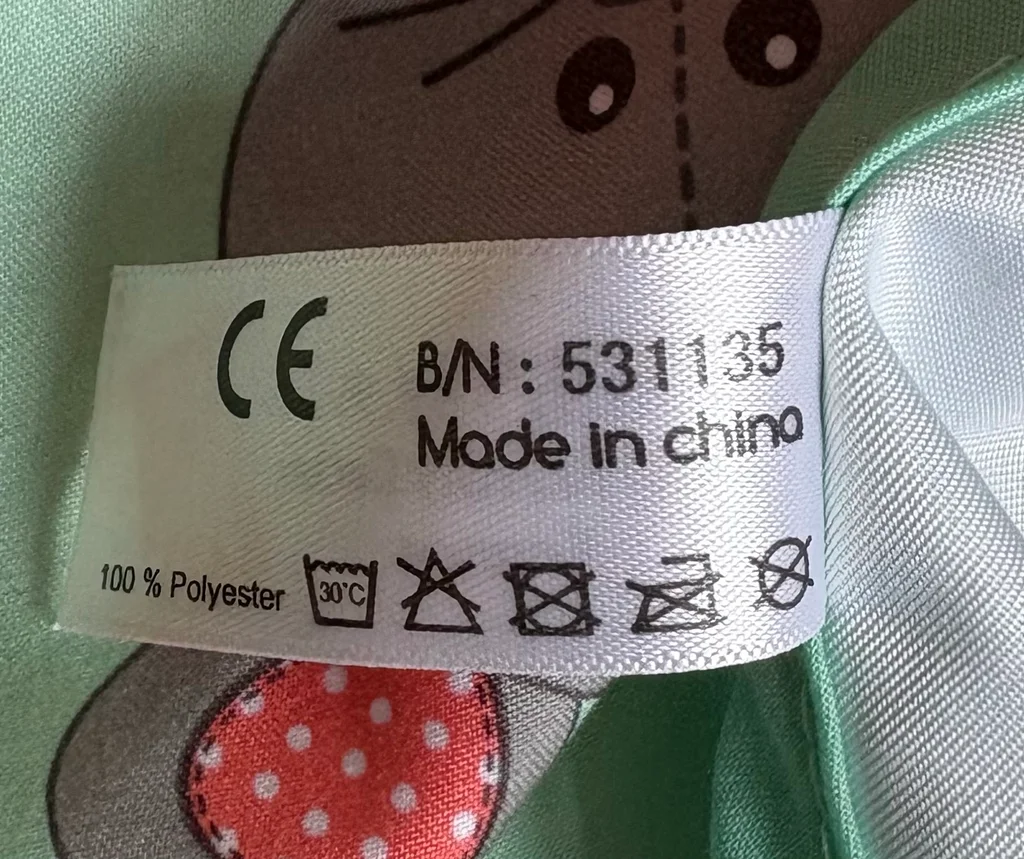 CE
B/N : 531135
Made in china
100 % Polyester
30°C